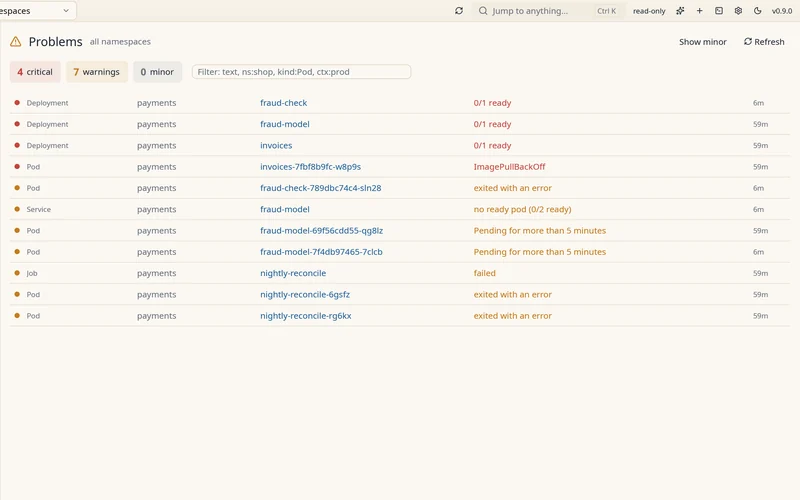 espaces
Jump to anything... Ctrl K read-only v0.9.0
Problems all namespaces Show minor Refresh
4 critical 7 warnings 0 minor Filter: text, ns:shop, kind:Pod, ctx:prod
Deployment payments fraud-check 0/1 ready 6m
Deployment payments fraud-model 0/1 ready 59m
Deployment payments invoices 0/1 ready 59m
Pod payments invoices-7fbf8b9fc-w8p9s ImagePullBackOff 59m
Pod payments fraud-check-789dbc74c4-sln28 exited with an error 6m
Service payments fraud-model no ready pod (0/2 ready) 6m
Pod payments fraud-model-69f56cdd55-qg8lz Pending for more than 5 minutes 59m
Pod payments fraud-model-7f4db97465-7clcb Pending for more than 5 minutes 6m
Job payments nightly-reconcile failed 59m
Pod payments nightly-reconcile-6gsfz exited with an error 59m
Pod payments nightly-reconcile-rg6kx exited with an error 59m